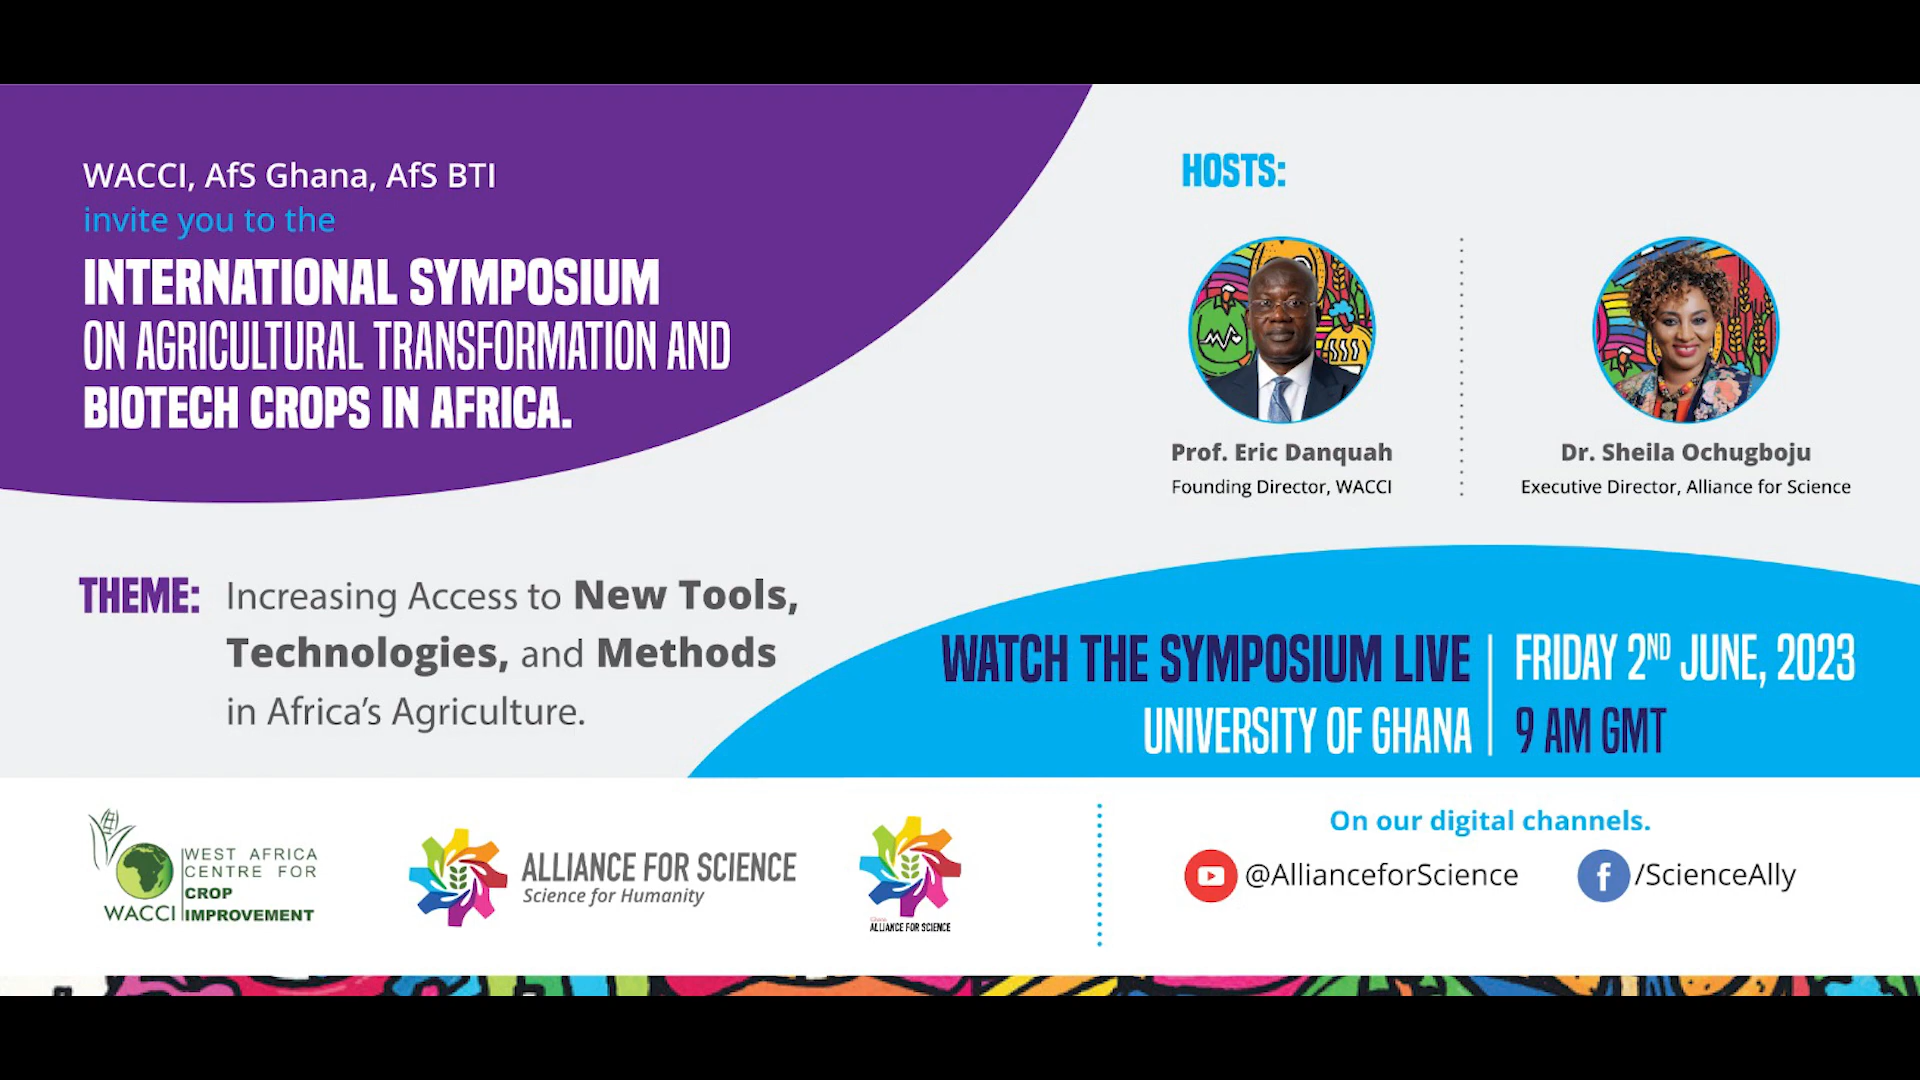 WACCI, AfS Ghana, AfS BTI
invite you to the
INTERNATIONAL SYMPOSIUM
ON AGRICULTURAL TRANSFORMATION AND
BIOTECH CROPS IN AFRICA.
HOSTS:
Prof. Eric Danquah
Founding Director, WACCI
Dr. Sheila Ochugboju
Executive Director, Alliance for Science
THEME: Increasing Access to New Tools,
Technologies, and Methods
in Africa's Agriculture.
WATCH THE SYMPOSIUM LIVE
UNIVERSITY OF GHANA
FRIDAY 2ND JUNE, 2023
9 AM GMT
WACCI
WEST AFRICA
CENTRE FOR
CROP
IMPROVEMENT
ALLIANCE FOR SCIENCE
Science for Humanity
Ghana
ALLIANCE FOR SCIENCE
On our digital channels.
@AllianceforScience
/ScienceAlly